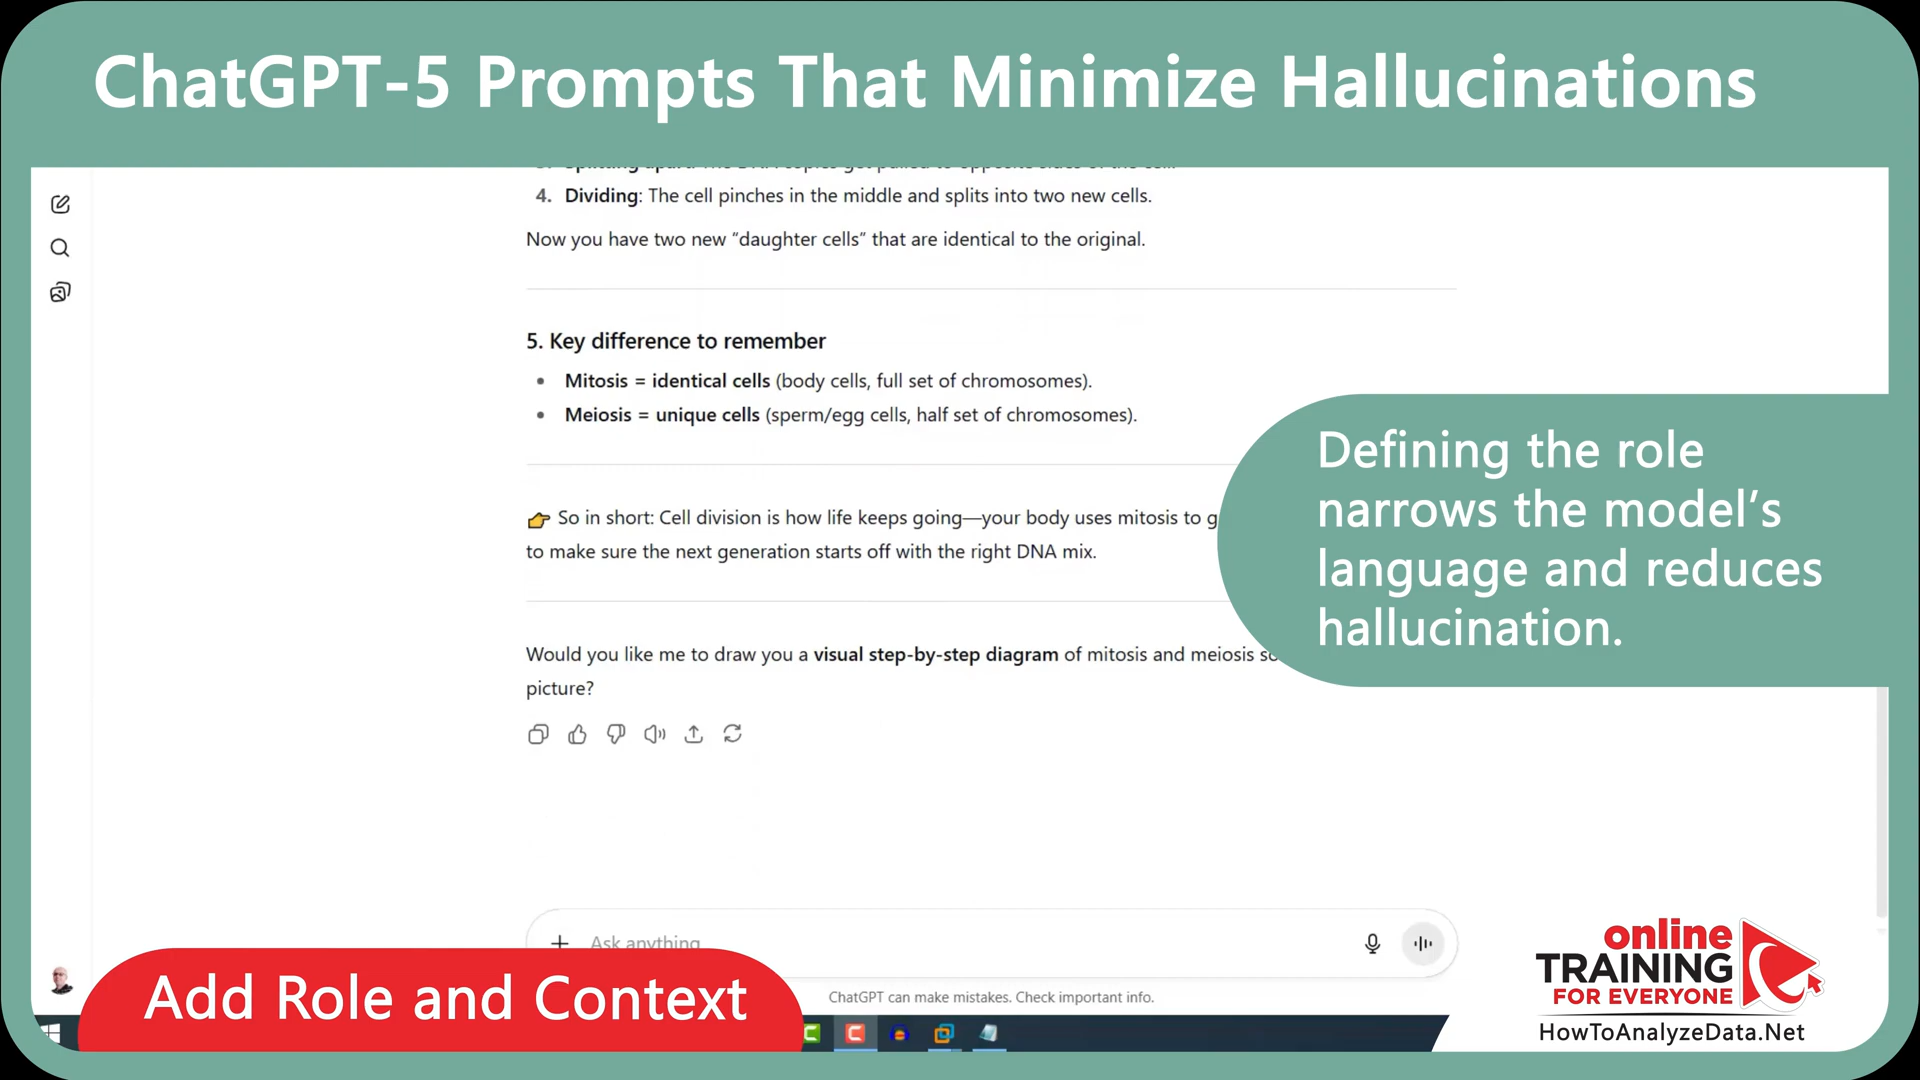 ChatGPT-5 Prompts That Minimize Hallucinations
4. Dividing: The cell pinches in the middle and splits into two new cells.
Now you have two new “daughter cells” that are identical to the original.
5. Key difference to remember
• Mitosis = identical cells (body cells, full set of chromosomes).
• Meiosis = unique cells (sperm/egg cells, half set of chromosomes).
👉 So in short: Cell division is how life keeps going—your body uses mitosis to g
to make sure the next generation starts off with the right DNA mix.
Would you like me to draw you a visual step-by-step diagram of mitosis and meiosis
picture?
Defining the role
narrows the model’s
language and reduces
hallucination.
Ask anything
Add Role and Context
ChatGPT can make mistakes. Check important info.
online
TRAINING
FOR EVERYONE
HowToAnalyzeData.Net